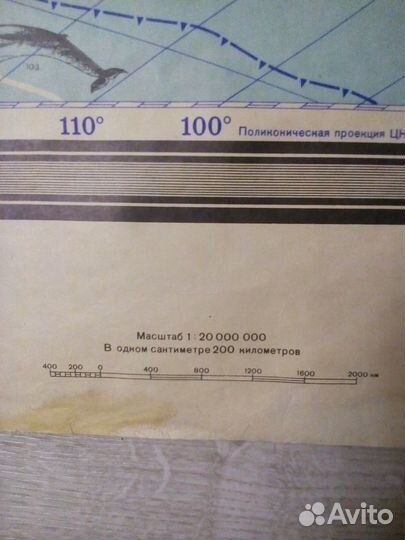 103
110° 100° Поликоническая проекция ЦН
Масштаб 1:20 000 000
В одном сантиметре 200 километров
400 200 0 400 800 1200 1600 2000 км
Avito